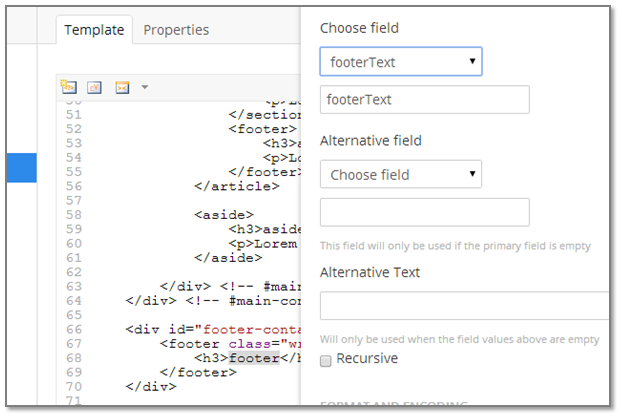 Template
Properties
50 <p>Lo
51 </section
52 <footer>
53 <h3>a
54 <p>Lo
55 </footer>
56 </article>
57
58 <aside>
59 <h3>aside
60 <p>Lorem
61 </aside>
62
63 </div> <!-- #main
64 </div> <!-- #main-con
65
66 <div id="footer-conta
67 <footer class="wr
68 <h3>footer</h
69 </footer>
70 </div>
71
Choose field
footerText
footerText
Alternative field
Choose field
This field will only be used if the primary field is empty
Alternative Text
Will only be used when the field values above are empty
Recursive
FORMAT AND ENCODING